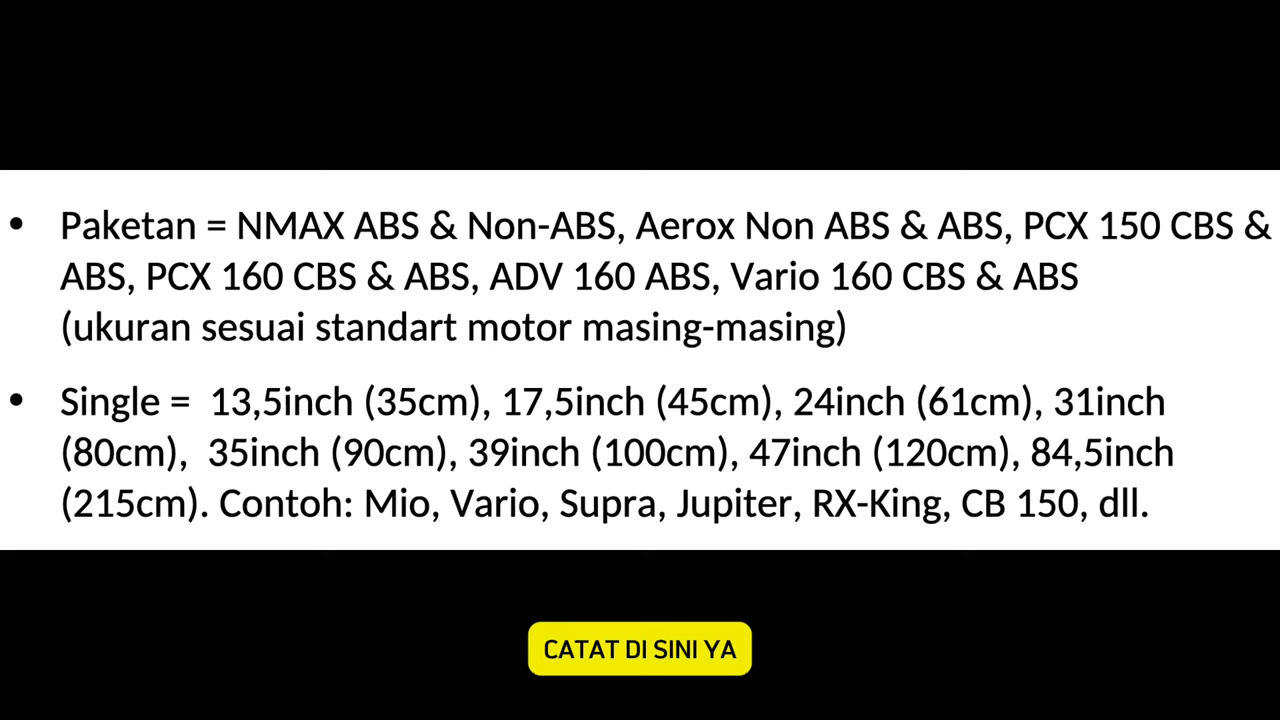 • Paketan = NMAX ABS & Non-ABS, Aerox Non ABS & ABS, PCX 150 CBS &
ABS, PCX 160 CBS & ABS, ADV 160 ABS, Vario 160 CBS & ABS
(ukuran sesuai standart motor masing-masing)
• Single = 13,5inch (35cm), 17,5inch (45cm), 24inch (61cm), 31inch
(80cm), 35inch (90cm), 39inch (100cm), 47inch (120cm), 84,5inch
(215cm). Contoh: Mio, Vario, Supra, Jupiter, RX-King, CB 150, dll.
CATAT DI SINI YA